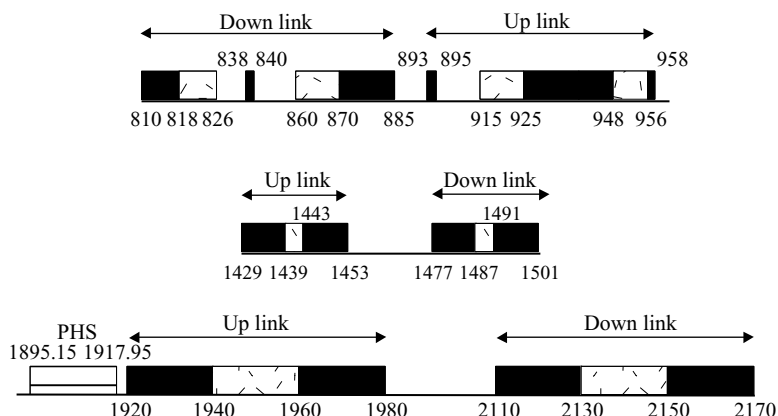 Down link Up link
838 840 893 895 958
810 818 826 860 870 885 915 925 948 956
Up link Down link
1443 1491
1429 1439 1453 1477 1487 1501
PHS Up link Down link
1895.15 1917.95
1920 1940 1960 1980 2110 2130 2150 2170